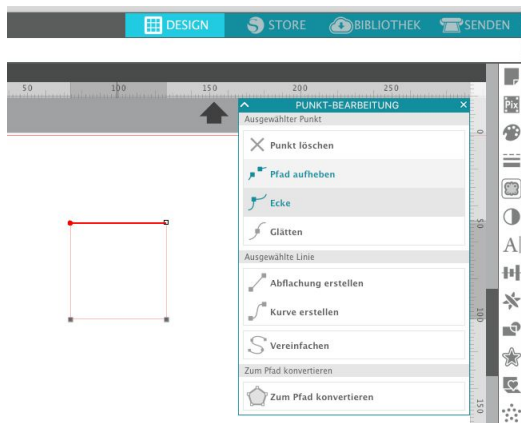 DESIGN STORE BIBLIOTHEK SENDEN
50 100 150 200 250
PUNKT-BEARBEITUNG
Ausgewählter Punkt
Punkt löschen
Pfad aufheben
Ecke
Glätten
Ausgewählte Linie
Abflachung erstellen
Kurve erstellen
Vereinfachen
Zum Pfad konvertieren
Zum Pfad konvertieren
0
50
100
150
Pix
A